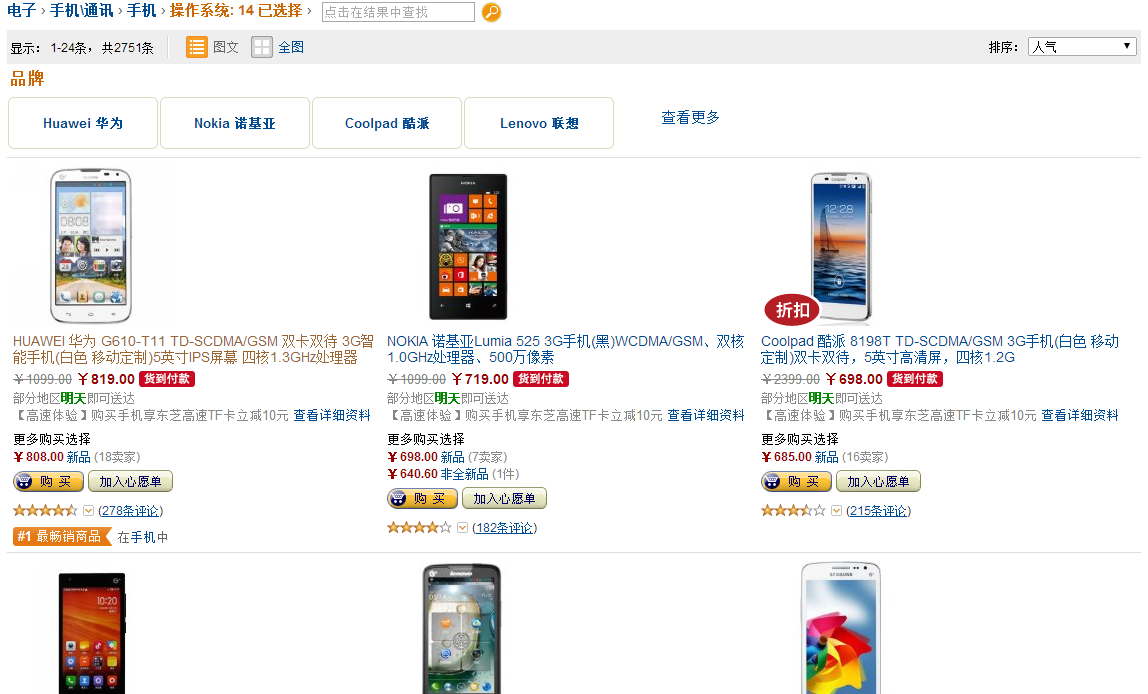 电子 › 手机\通讯 › 手机 › 操作系统: 14 已选择 › 点击在结果中查找
显示： 1-24条，共2751条 图文 全图 排序： 人气
品牌
Huawei 华为 Nokia 诺基亚 Coolpad 酷派 Lenovo 联想 查看更多
NOKIA
coolpad
08:08
12:28
HALO
折扣
HUAWEI 华为 G610-T11 TD-SCDMA/GSM 双卡双待 3G智
能手机(白色 移动定制)5英寸IPS屏幕 四核1.3GHz处理器
￥1099.00 ￥819.00 货到付款
部分地区明天即可送达
【高速体验】购买手机享东芝高速TF卡立减10元 查看详细资料
更多购买选择
￥808.00 新品 (18卖家)
购 买 加入心愿单
(278条评论)
#1 最畅销商品 在手机中
NOKIA 诺基亚Lumia 525 3G手机(黑)WCDMA/GSM、双核
1.0GHz处理器、500万像素
￥1099.00 ￥719.00 货到付款
部分地区明天即可送达
【高速体验】购买手机享东芝高速TF卡立减10元 查看详细资料
更多购买选择
￥698.00 新品 (7卖家)
￥640.60 非全新品 (1件)
购 买 加入心愿单
(182条评论)
Coolpad 酷派 8198T TD-SCDMA/GSM 3G手机(白色 移动
定制)双卡双待，5英寸高清屏，四核1.2G
￥2399.00 ￥698.00 货到付款
部分地区明天即可送达
【高速体验】购买手机享东芝高速TF卡立减10元 查看详细资料
更多购买选择
￥685.00 新品 (16卖家)
购 买 加入心愿单
(215条评论)
10:20
lenovo
SAMSUNG